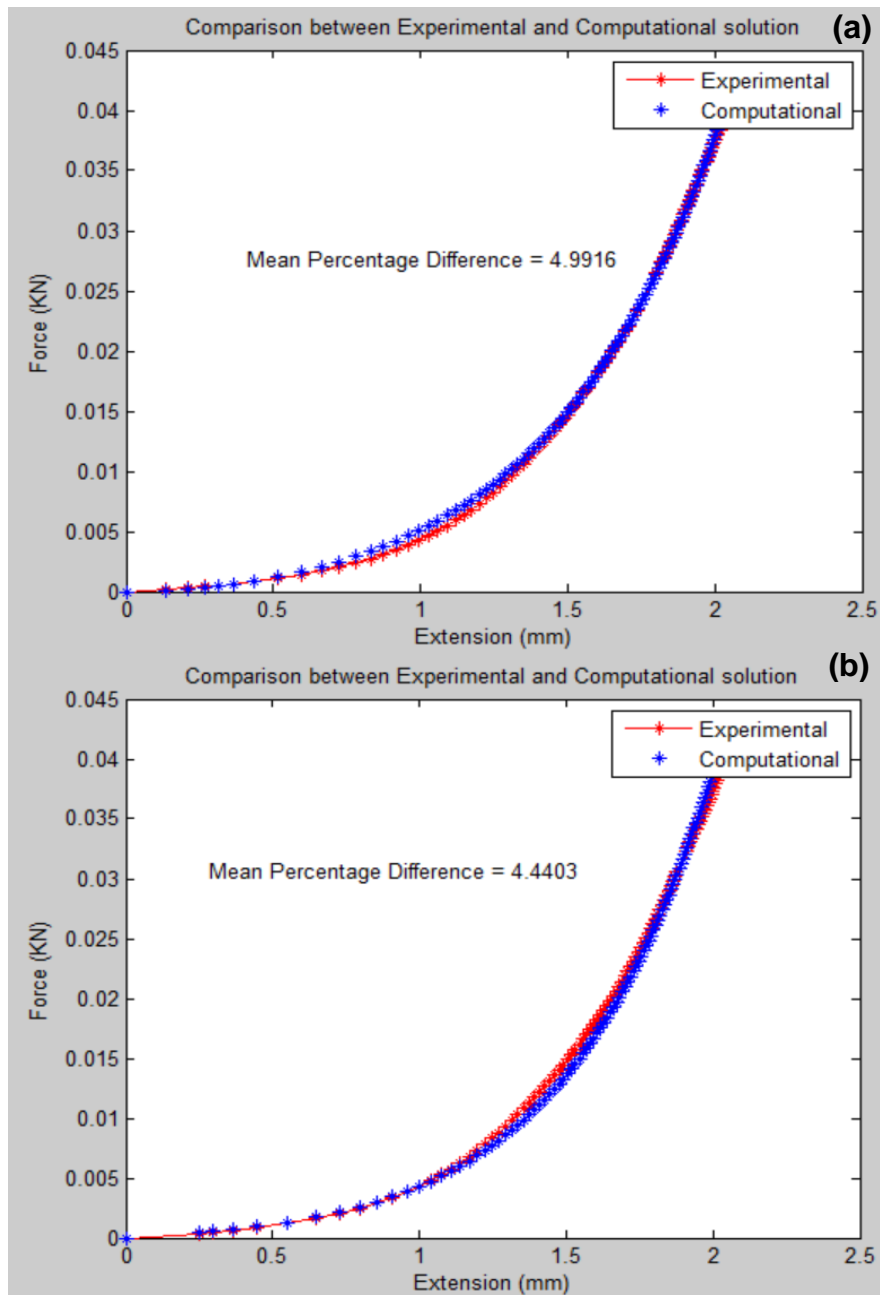 Comparison between Experimental and Computational solution
(a)
0.045
0.04
0.035
0.03
0.025
0.02
0.015
0.01
0.005
0
Force (KN)
Experimental
Computational
Mean Percentage Difference = 4.9916
0 0.5 1 1.5 2 2.5
Extension (mm)
Comparison between Experimental and Computational solution
(b)
0.045
0.04
0.035
0.03
0.025
0.02
0.015
0.01
0.005
0
Force (KN)
Experimental
Computational
Mean Percentage Difference = 4.4403
0 0.5 1 1.5 2 2.5
Extension (mm)